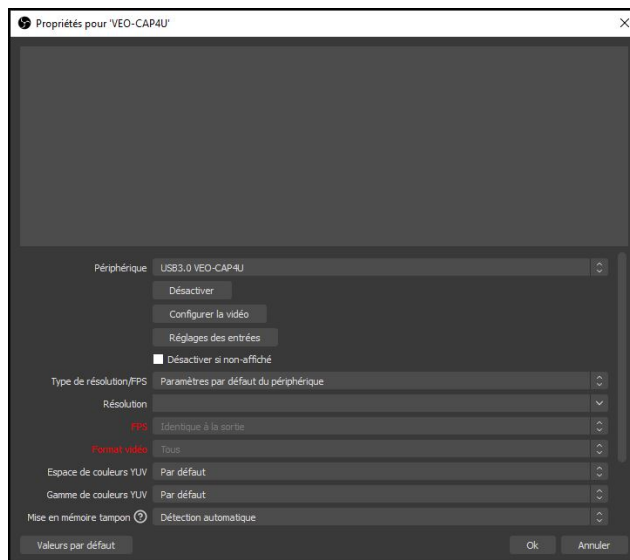 Propriétés pour 'VEO-CAP4U'
Périphérique USB3.0 VEO-CAP4U
Désactiver
Configurer la vidéo
Réglages des entrées
Désactiver si non-affiché
Type de résolution/FPS Paramètres par défaut du périphérique
Résolution
FPS Identique à la sortie
Format vidéo Tous
Espace de couleurs YUV Par défaut
Gamme de couleurs YUV Par défaut
Mise en mémoire tampon ? Détection automatique
Valeurs par défaut Ok Annuler